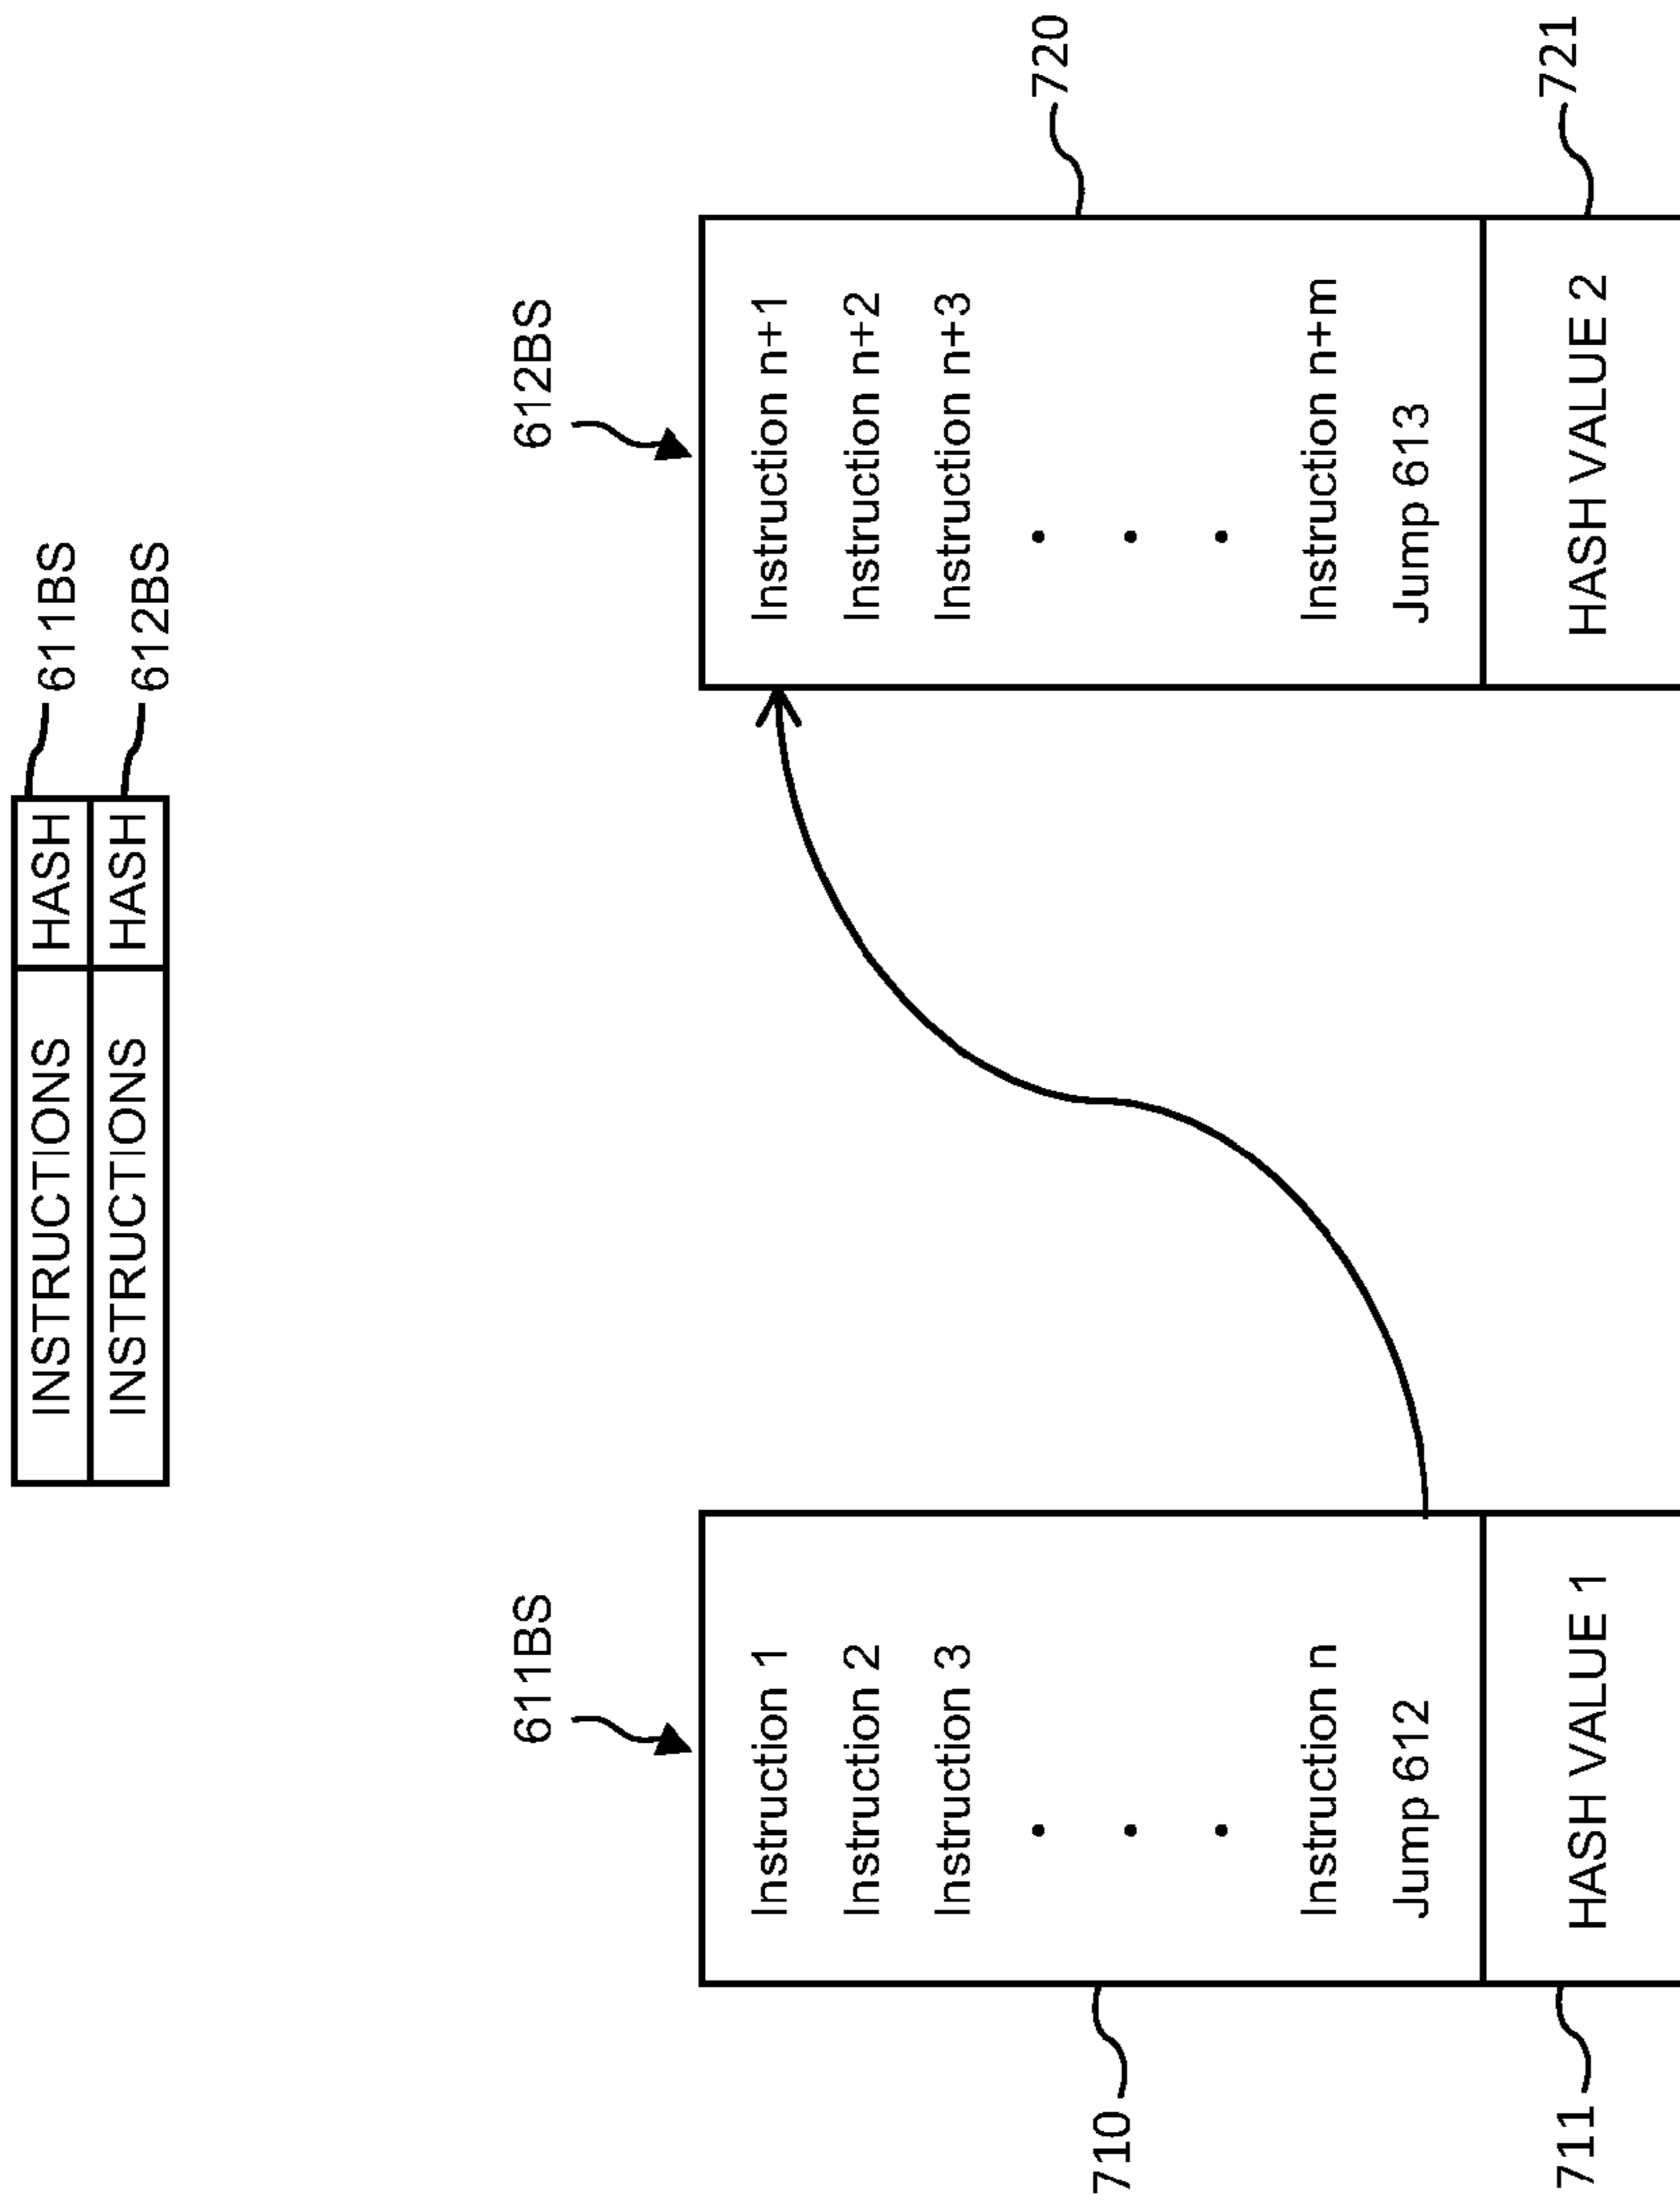 INSTRUCTIONS HASH 611BS
INSTRUCTIONS HASH 612BS
611BS
Instruction 1
Instruction 2
Instruction 3
Instruction n
Jump 612
HASH VALUE 1
710
711
612BS
Instruction n+1
Instruction n+2
Instruction n+3
Instruction n+m
Jump 613
HASH VALUE 2
720
721